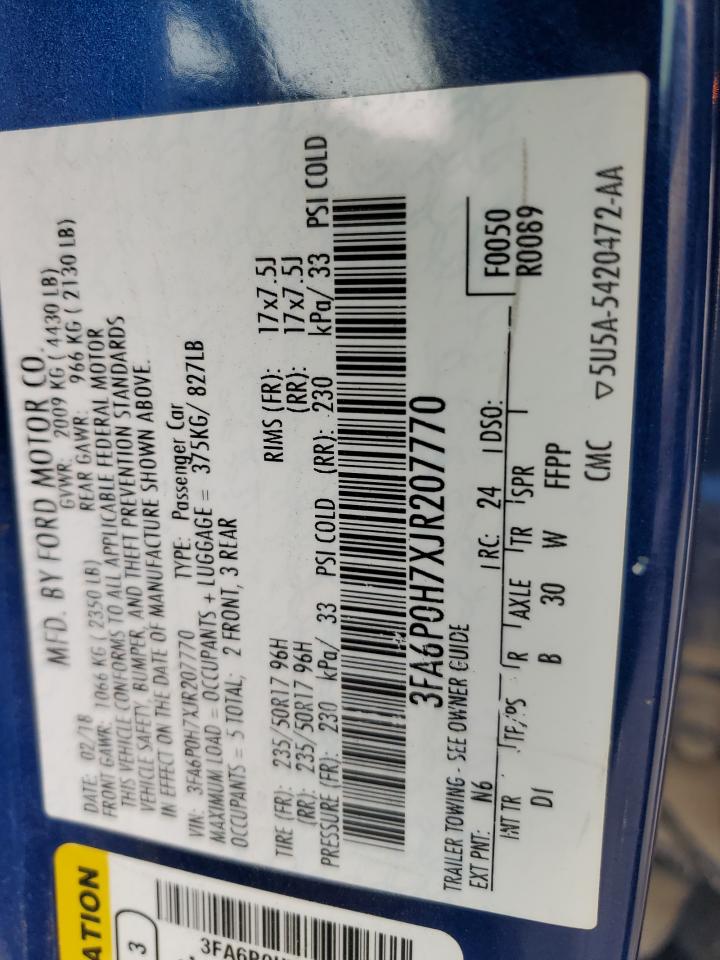 MFD. BY FORD MOTOR CO.
DATE: 02/18 GVWR: 2009 KG ( 4430 LB)
FRONT GAWR: 1066 KG ( 2350 LB) REAR GAWR: 966 KG ( 2130 LB)
THIS VEHICLE CONFORMS TO ALL APPLICABLE FEDERAL MOTOR
VEHICLE SAFETY, BUMPER, AND THEFT PREVENTION STANDARDS
IN EFFECT ON THE DATE OF MANUFACTURE SHOWN ABOVE.
VIN: 3FA6P0H7XJR207770 TYPE: Passenger Car
MAXIMUM LOAD = OCCUPANTS + LUGGAGE = 375KG/ 827LB
OCCUPANTS = 5 TOTAL; 2 FRONT, 3 REAR
TIRE (FR): 235/50R17 96H RIMS (FR): 17x7.5J
(RR): 235/50R17 96H (RR): 17x7.5J
PRESSURE (FR): 230 kPa/ 33 PSI COLD (RR): 230 kPa/ 33 PSI COLD
3FA6P0H7XJR207770
TRAILER TOWING - SEE OWNER GUIDE
EXT PNT: N6 RC: 24 DSO: F0050
R0089
INT TR TP/PS R AXLE TR SPR
D1 B 30 W FFPP
CMC ▽5U5A-5420472-AA
ATION
3